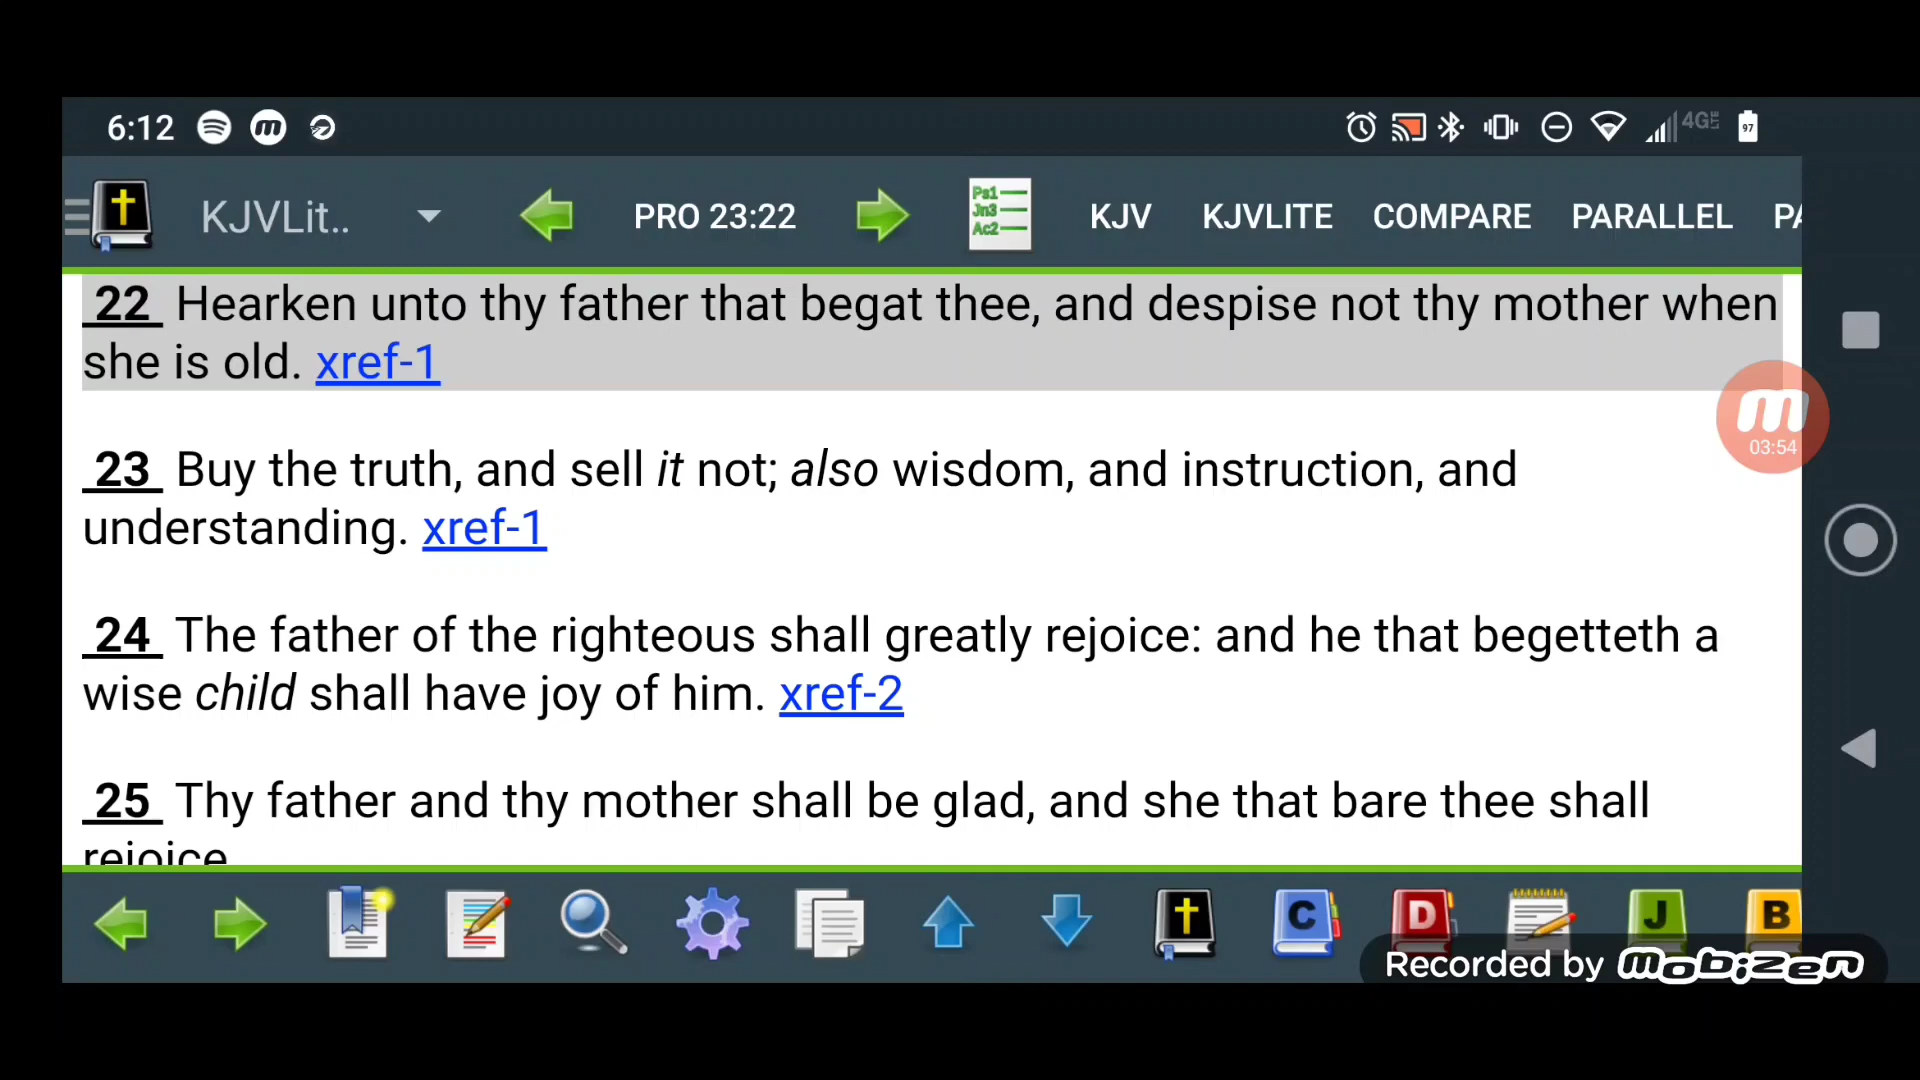 6:12 4G 97
KJVLit.. PRO 23:22 Ps1 Jn3 Ac2 KJV KJVLITE COMPARE PARALLEL PA
22 Hearken unto thy father that begat thee, and despise not thy mother when
she is old. xref-1
03:54
23 Buy the truth, and sell it not; also wisdom, and instruction, and
understanding. xref-1
24 The father of the righteous shall greatly rejoice: and he that begetteth a
wise child shall have joy of him. xref-2
25 Thy father and thy mother shall be glad, and she that bare thee shall
rejoice
C D J B
Recorded by mobizen